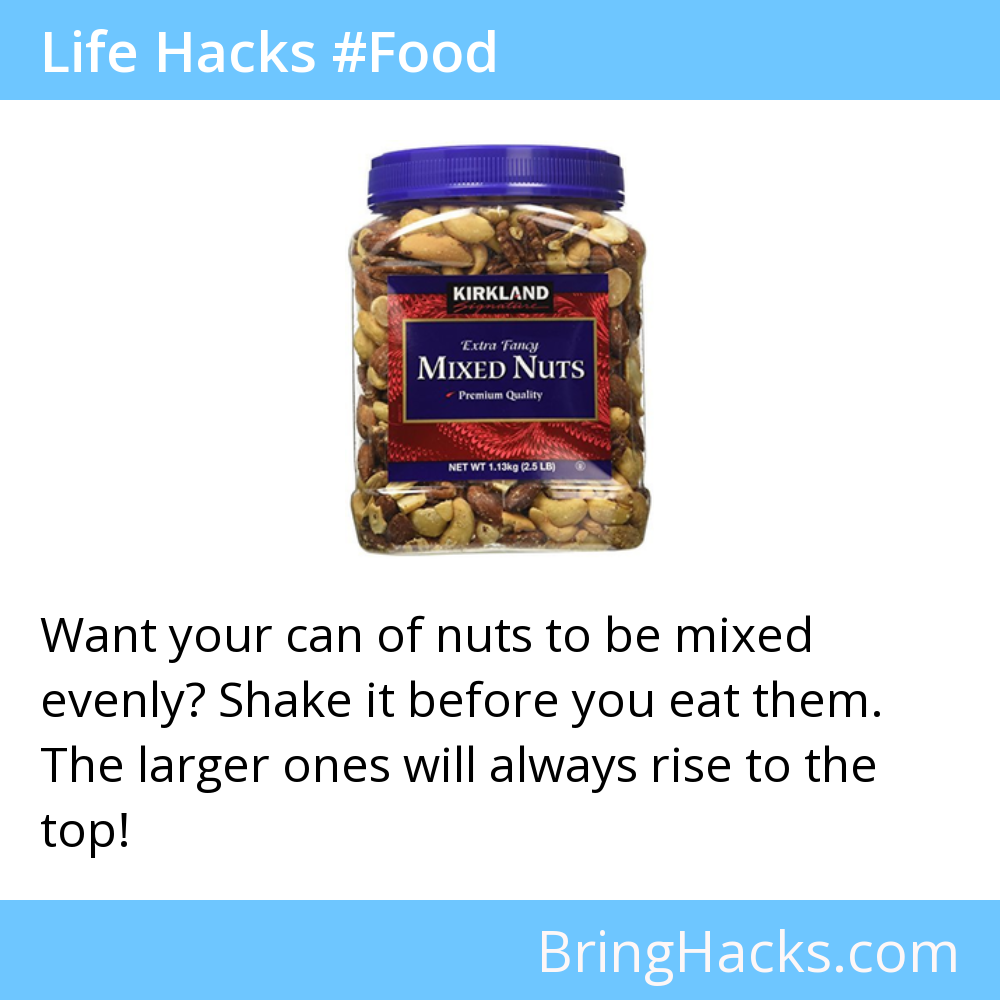 Life Hacks #Food
KIRKLAND
Signature
Extra Fancy
MIXED NUTS
Premium Quality
NET WT 1.13kg (2.5 LB)
Want your can of nuts to be mixed
evenly? Shake it before you eat them.
The larger ones will always rise to the
top!
BringHacks.com